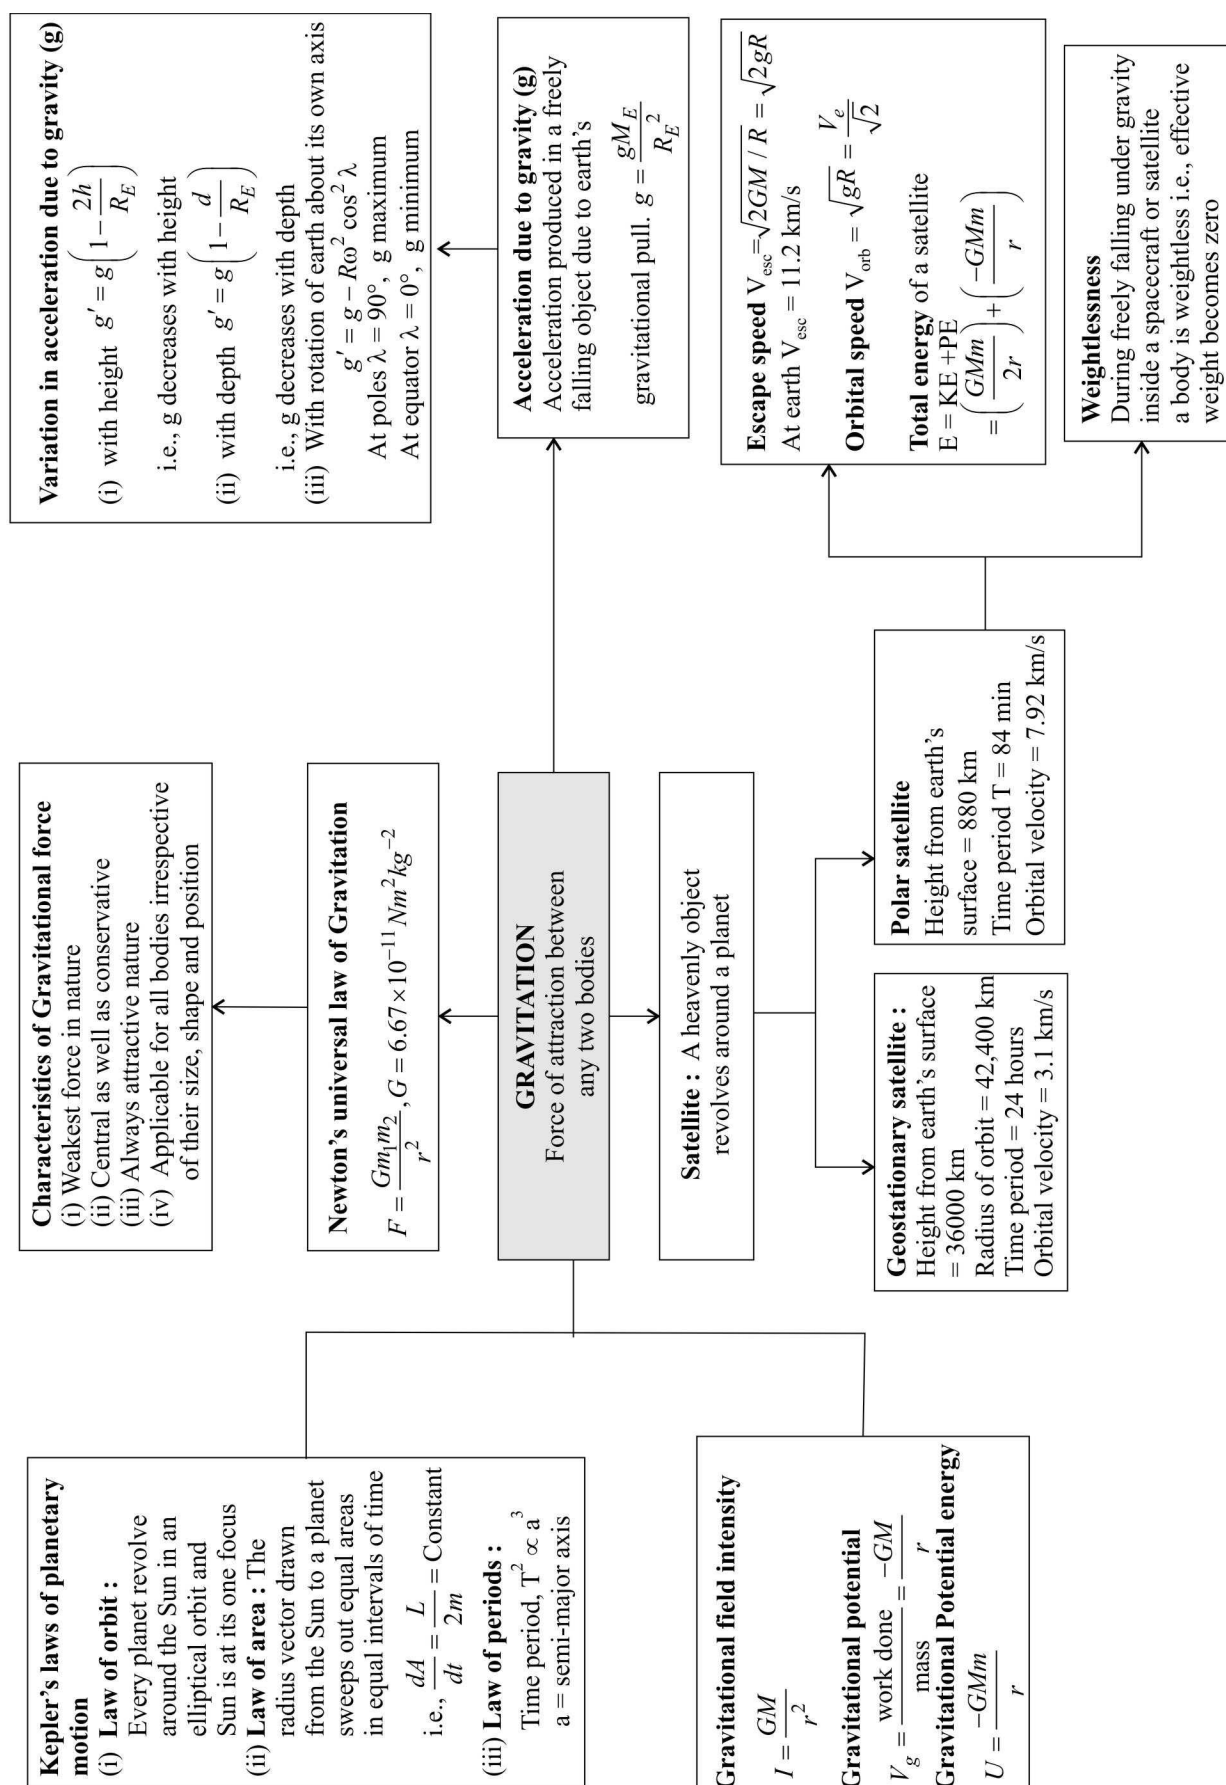 Kepler's laws of planetary
motion
(i) Law of orbit :
Every planet revolve
around the Sun in an
elliptical orbit and
Sun is at its one focus
(ii) Law of area : The
radius vector drawn
from the Sun to a planet
sweeps out equal areas
in equal intervals of time
i.e., dA/dt = L/2m = Constant
(iii) Law of periods :
Time period, T² ∝ a³
a = semi-major axis
Gravitational field intensity
I = GM/r²
Gravitational potential
V_g = work done/mass = -GM/r
Gravitational Potential energy
U = -GMm/r
Characteristics of Gravitational force
(i) Weakest force in nature
(ii) Central as well as conservative
(iii) Always attractive nature
(iv) Applicable for all bodies irrespective
of their size, shape and position
Newton's universal law of Gravitation
F = Gm₁m₂/r², G = 6.67×10⁻¹¹ Nm²kg⁻²
GRAVITATION
Force of attraction between
any two bodies
Satellite : A heavenly object
revolves around a planet
Geostationary satellite :
Height from earth's surface
= 36000 km
Radius of orbit = 42,400 km
Time period = 24 hours
Orbital velocity = 3.1 km/s
Polar satellite
Height from earth's
surface = 880 km
Time period T = 84 min
Orbital velocity = 7.92 km/s
Variation in acceleration due to gravity (g)
(i) with height g′ = g(1 - 2h/R_E)
i.e., g decreases with height
(ii) with depth g′ = g(1 - d/R_E)
i.e., g decreases with depth
(iii) With rotation of earth about its own axis
g′ = g − Rω² cos² λ
At poles λ = 90°, g maximum
At equator λ = 0°, g minimum
Acceleration due to gravity (g)
Acceleration produced in a freely
falling object due to earth's
gravitational pull. g = gM_E/R_E²
Escape speed V_esc = √(2GM / R) = √(2gR)
At earth V_esc = 11.2 km/s
Orbital speed V_orb = √(gR) = V_e/√2
Total energy of a satellite
E = KE +PE
= (GMm/2r) + (-GMm/r)
Weightlessness
During freely falling under gravity
inside a spacecraft or satellite
a body is weightless i.e., effective
weight becomes zero